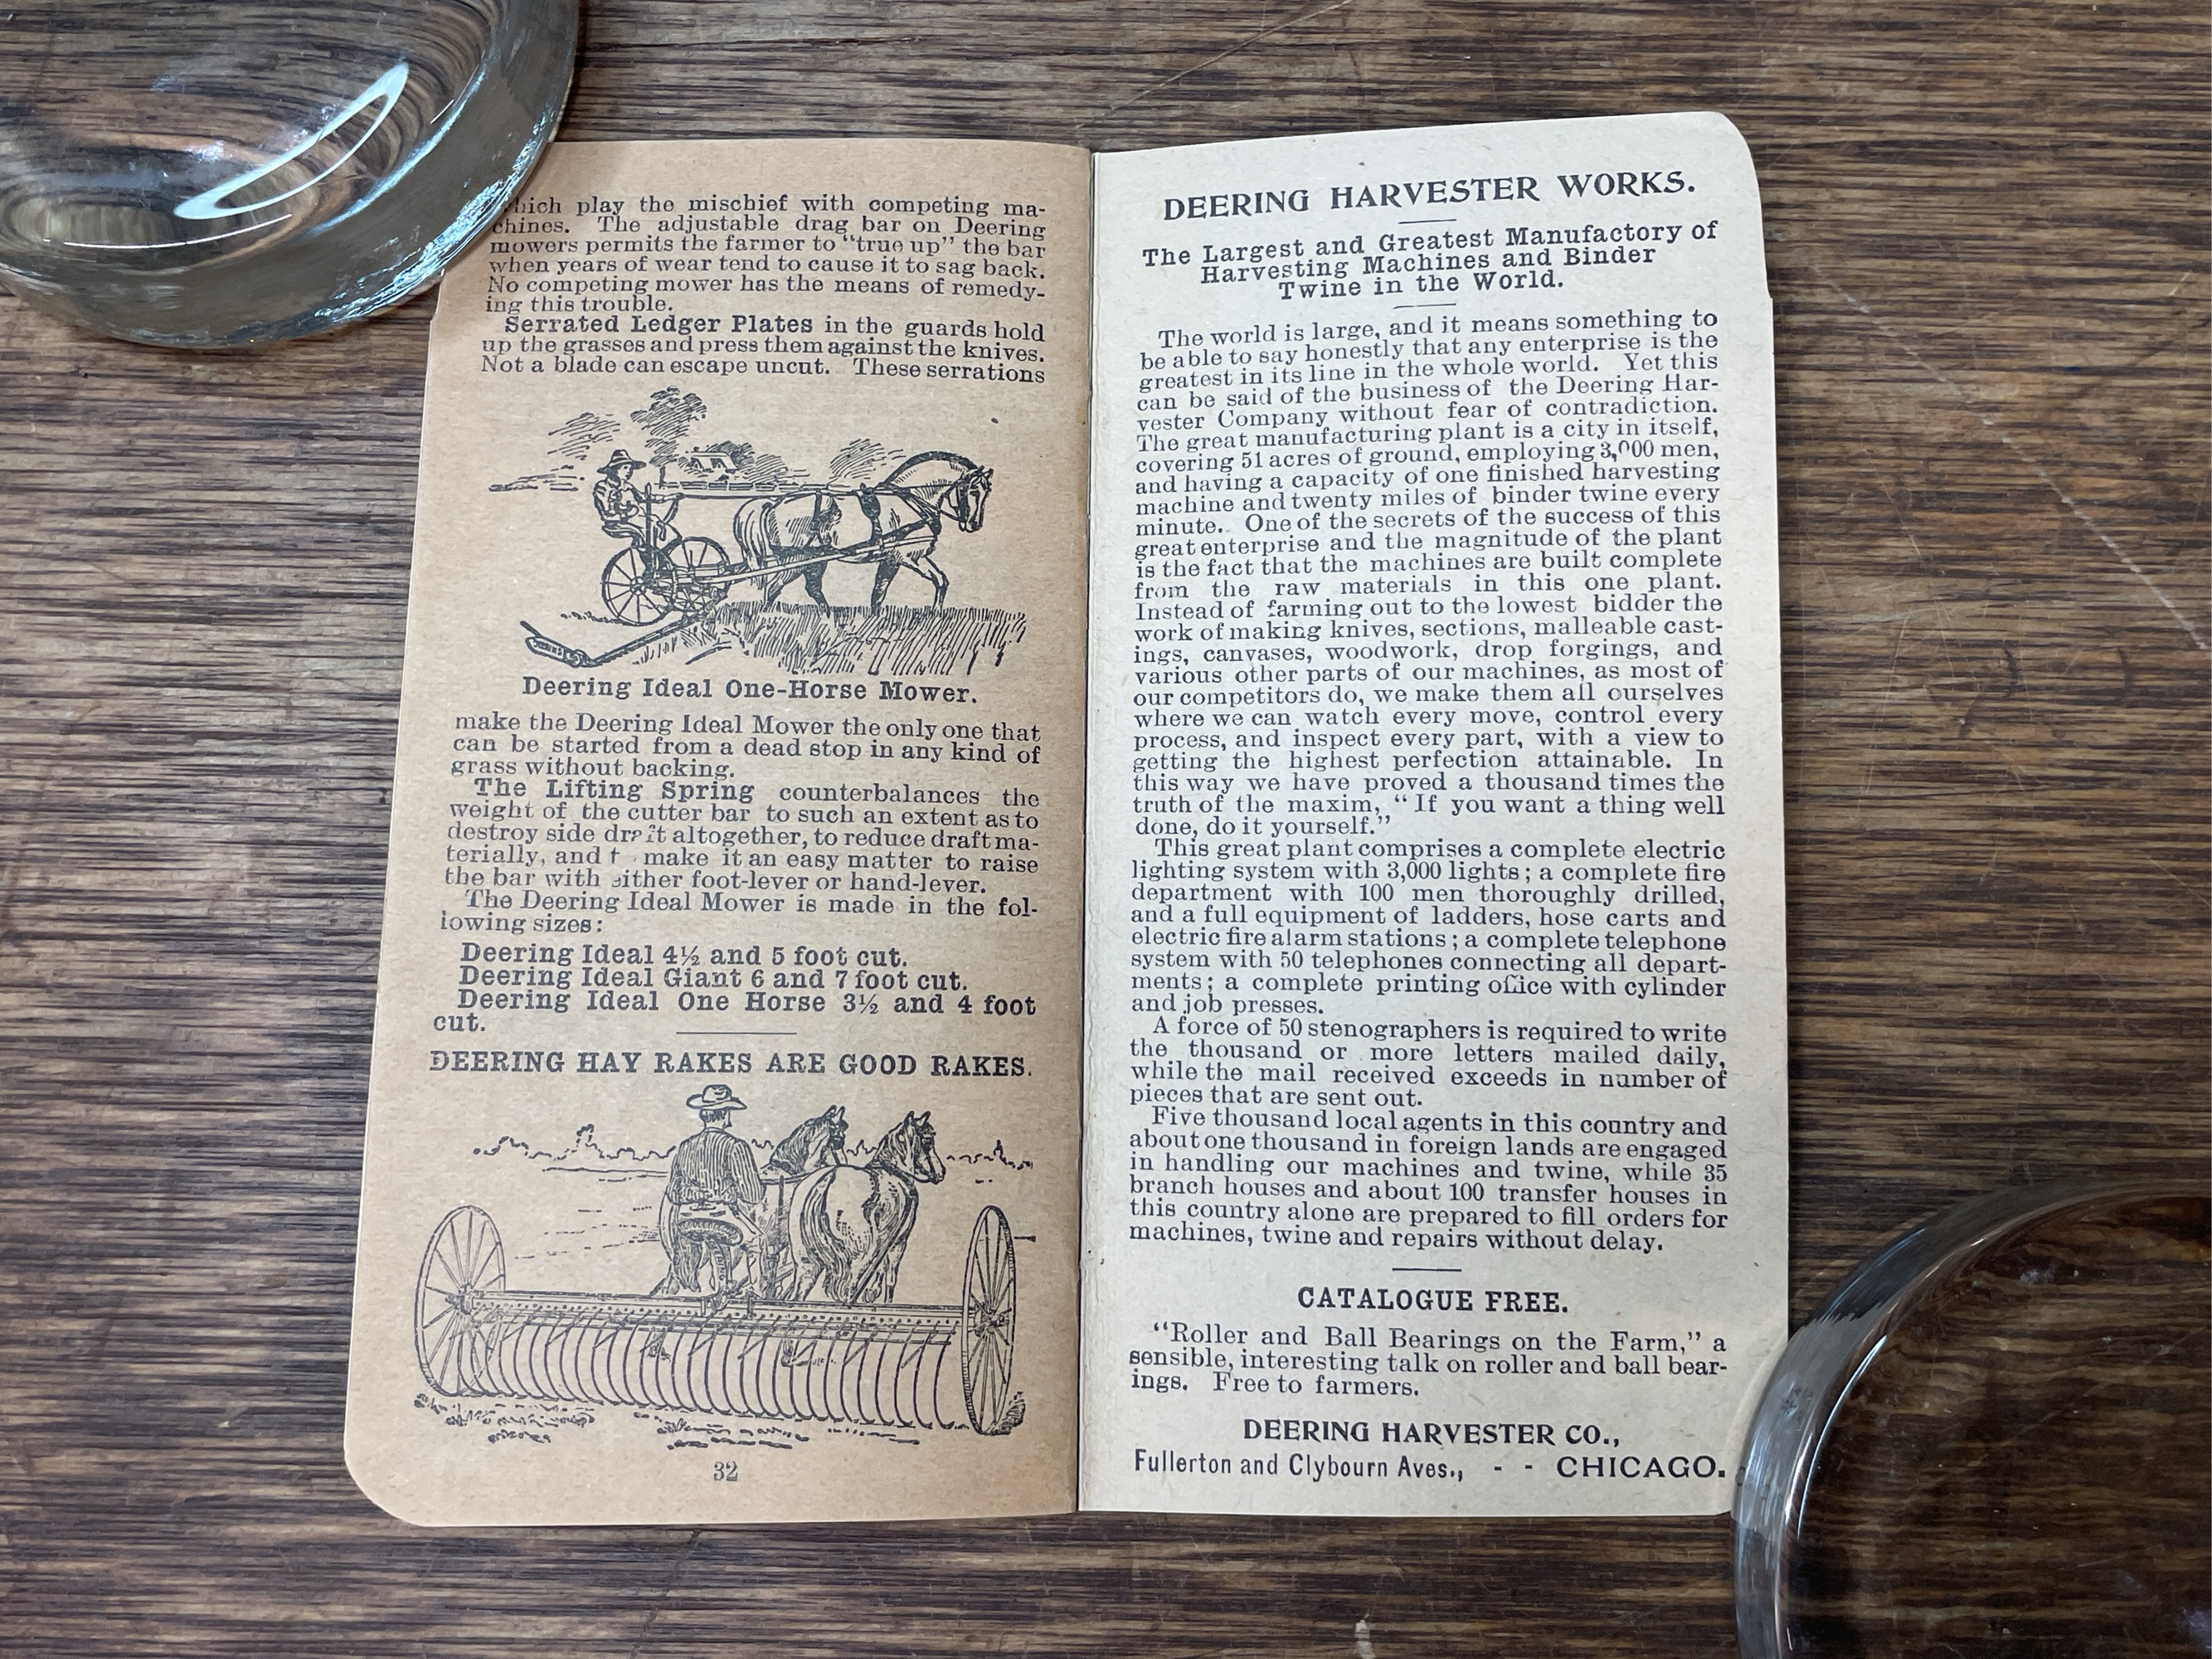 which play the mischief with competing ma-
chines. The adjustable drag bar on Deering
mowers permits the farmer to "true up" the bar
when years of wear tend to cause it to sag back.
No competing mower has the means of remedy-
ing this trouble.
Serrated Ledger Plates in the guards hold
up the grasses and press them against the knives.
Not a blade can escape uncut. These serrations
Deering Ideal One-Horse Mower.
make the Deering Ideal Mower the only one that
can be started from a dead stop in any kind of
grass without backing.
The Lifting Spring counterbalances the
weight of the cutter bar to such an extent as to
destroy side draft altogether, to reduce draft ma-
terially, and t make it an easy matter to raise
the bar with either foot-lever or hand-lever.
The Deering Ideal Mower is made in the fol-
lowing sizes:
Deering Ideal 4½ and 5 foot cut.
Deering Ideal Giant 6 and 7 foot cut.
Deering Ideal One Horse 3½ and 4 foot
cut.
DEERING HAY RAKES ARE GOOD RAKES.
32
DEERING HARVESTER WORKS.
The Largest and Greatest Manufactory of
Harvesting Machines and Binder
Twine in the World.
The world is large, and it means something to
be able to say honestly that any enterprise is the
greatest in its line in the whole world. Yet this
can be said of the business of the Deering Har-
vester Company without fear of contradiction.
The great manufacturing plant is a city in itself,
covering 51 acres of ground, employing 3,000 men,
and having a capacity of one finished harvesting
machine and twenty miles of binder twine every
minute. One of the secrets of the success of this
great enterprise and the magnitude of the plant
is the fact that the machines are built complete
from the raw materials in this one plant.
Instead of farming out to the lowest bidder the
work of making knives, sections, malleable cast-
ings, canvases, woodwork, drop forgings, and
various other parts of our machines, as most of
our competitors do, we make them all ourselves
where we can watch every move, control every
process, and inspect every part, with a view to
getting the highest perfection attainable. In
this way we have proved a thousand times the
truth of the maxim, "If you want a thing well
done, do it yourself."
This great plant comprises a complete electric
lighting system with 3,000 lights; a complete fire
department with 100 men thoroughly drilled,
and a full equipment of ladders, hose carts and
electric fire alarm stations; a complete telephone
system with 50 telephones connecting all depart-
ments; a complete printing office with cylinder
and job presses.
A force of 50 stenographers is required to write
the thousand or more letters mailed daily,
while the mail received exceeds in number of
pieces that are sent out.
Five thousand local agents in this country and
about one thousand in foreign lands are engaged
in handling our machines and twine, while 35
branch houses and about 100 transfer houses in
this country alone are prepared to fill orders for
machines, twine and repairs without delay.
CATALOGUE FREE.
"Roller and Ball Bearings on the Farm," a
sensible, interesting talk on roller and ball bear-
ings. Free to farmers.
DEERING HARVESTER CO.,
Fullerton and Clybourn Aves., - - CHICAGO.